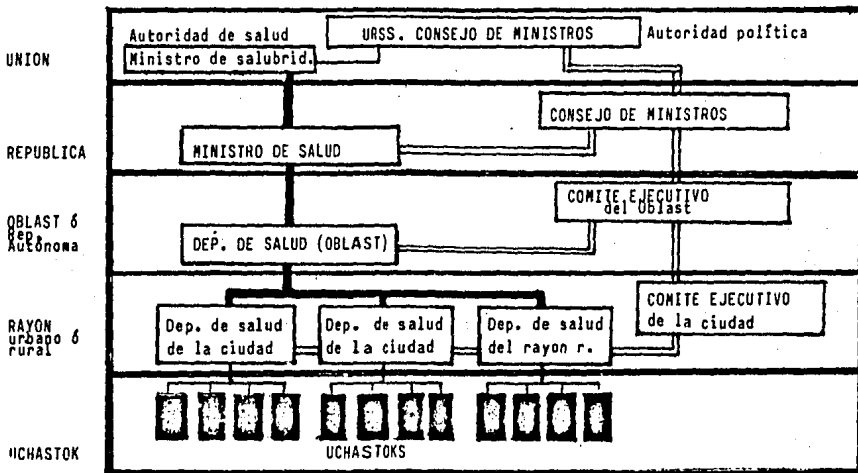 Autoridad de salud
URSS. CONSEJO DE MINISTROS
Autoridad política
UNION
Ministro de salubrid.
CONSEJO DE MINISTROS
REPUBLICA
MINISTRO DE SALUD
COMITE EJECUTIVO
del Oblast
OBLAST ó
Rep.
Autónoma
DEP. DE SALUD (OBLAST)
COMITE EJECUTIVO
de la ciudad
RAYON
urbano ó
rural
Dep. de salud
de la ciudad
Dep. de salud
de la ciudad
Dep. de salud
del rayon r.
UCHASTOK
UCHASTOKS